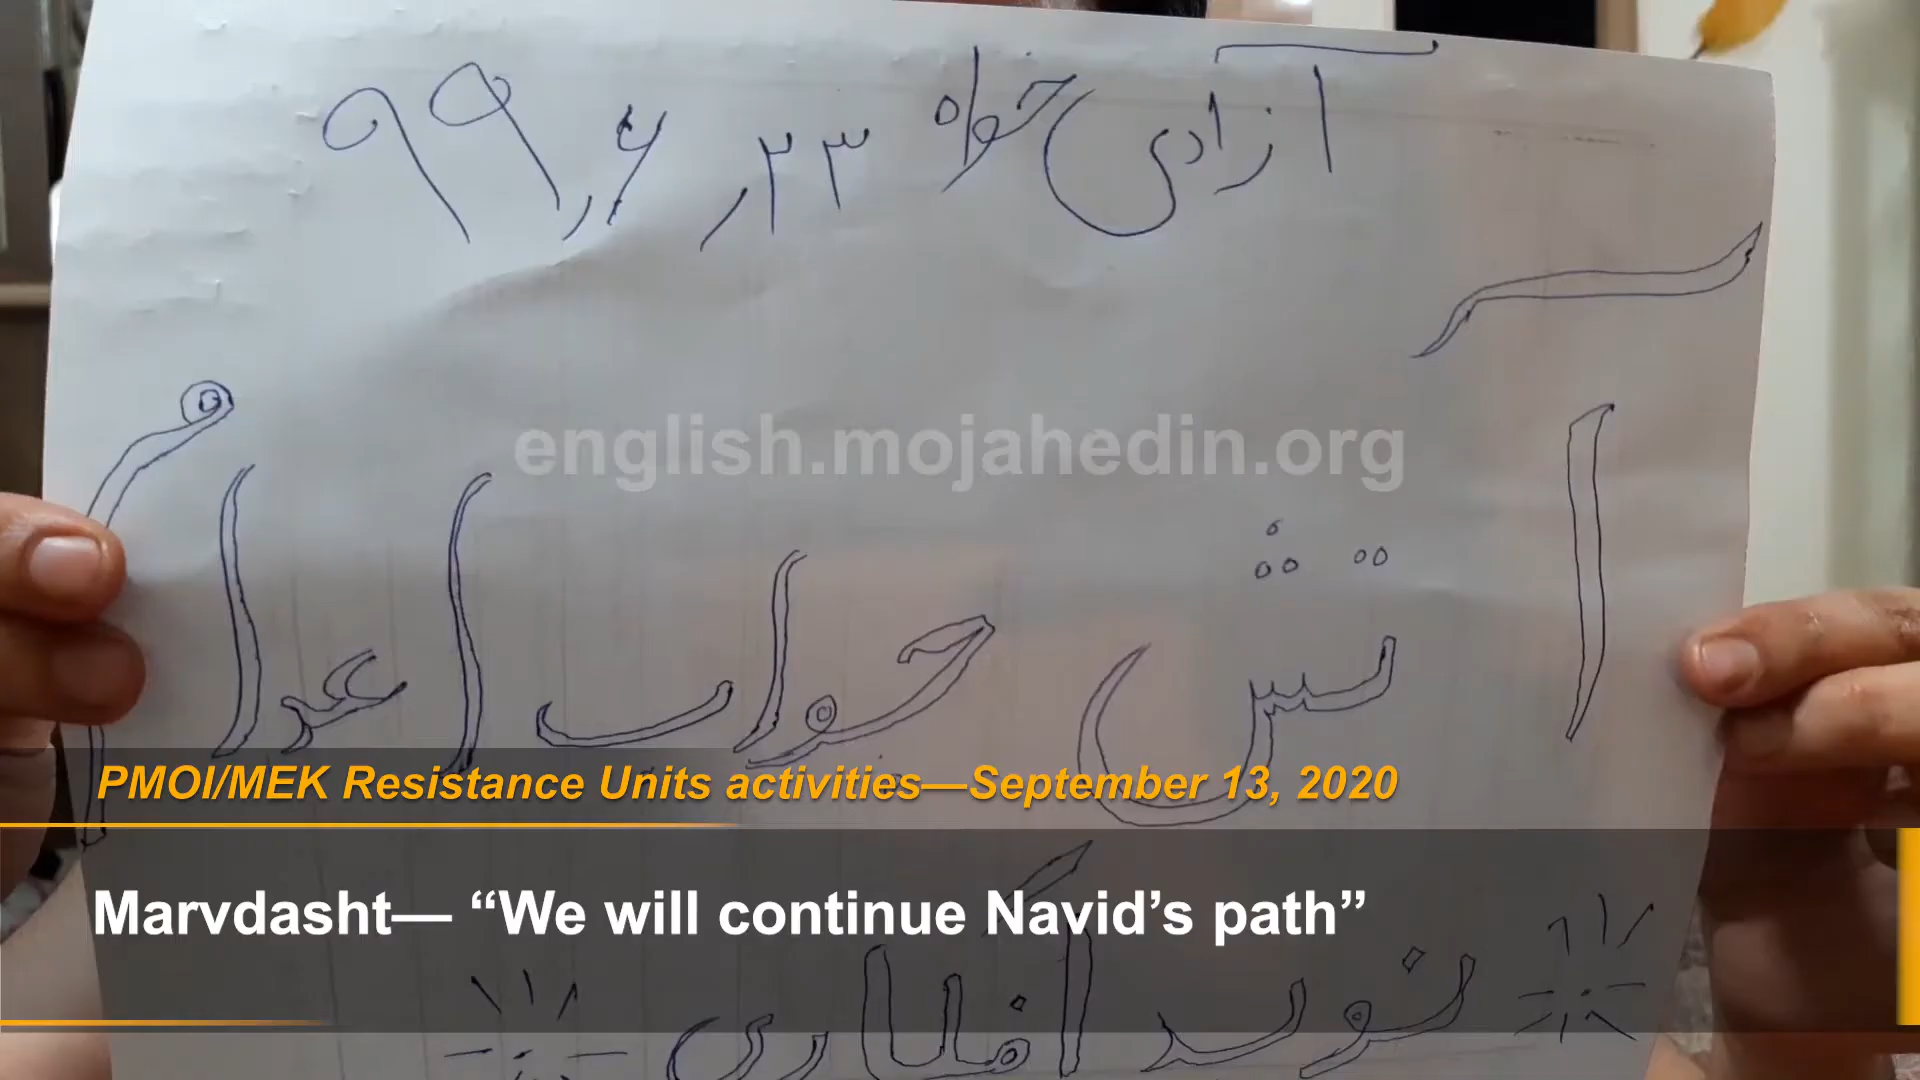 آزادی خواه ۲۳ ر ۶ ر ۹۹
آتش جواب اعدام
english.mojahedin.org
PMOI/MEK Resistance Units activities—September 13, 2020
Marvdasht— “We will continue Navid’s path”
نوید افکاری